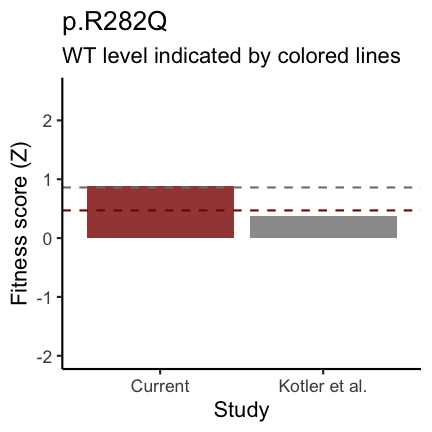 p.R282Q
WT level indicated by colored lines
Fitness score (Z)
2
1
0
-1
-2
Current
Kotler et al.
Study